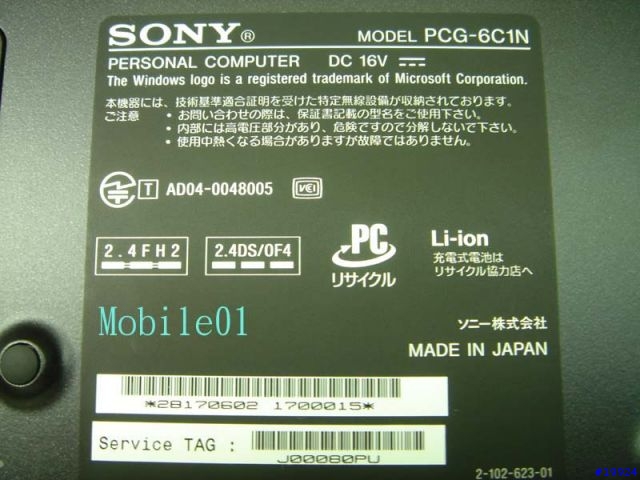 SONY® MODEL PCG-6C1N
PERSONAL COMPUTER DC 16V
The Windows logo is a registered trademark of Microsoft Corporation.
本機器には、技術基準適合証明を受けた特定無線設備が収納されております。
ご注意 ・お問い合わせの際は、保証書記載の型名をご使用下さい。
・内部には高電圧部分があり、危険ですので分解しないで下さい。
・使用中熱くなる場合がありますが故障ではありません。
T AD04-0048005 VCI
2.4FH2 2.4DS/OF4
PC
リサイクル
Li-ion
充電式電池は
リサイクル協力店へ
Mobile01
ソニー株式会社
MADE IN JAPAN
*28170602 1700015*
Service TAG :
J00080PU
2-102-623-01